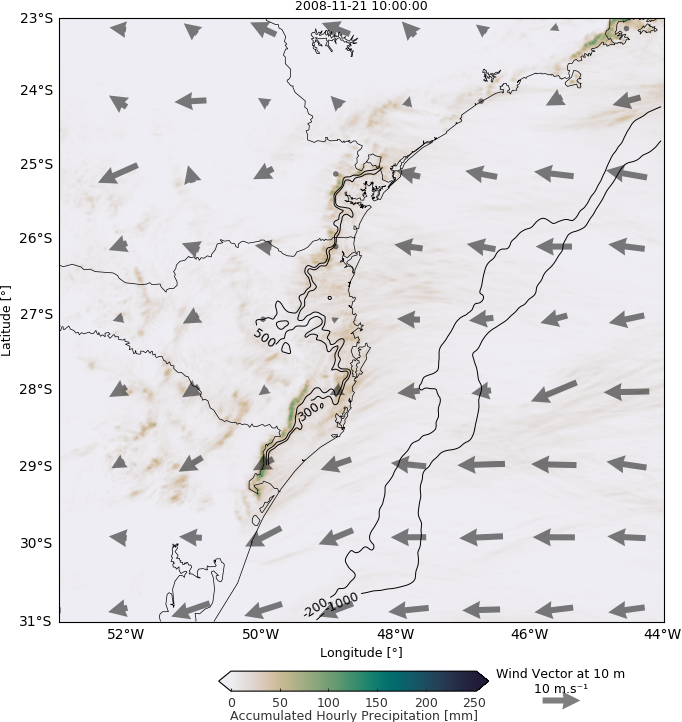 2008-11-21 10:00:00
23°S
24°S
25°S
26°S
27°S
28°S
29°S
30°S
31°S
Latitude [°]
500
300
-200
-1000
52°W 50°W 48°W 46°W 44°W
Longitude [°]
0 50 100 150 200 250
Accumulated Hourly Precipitation [mm]
Wind Vector at 10 m
10 m.s⁻¹